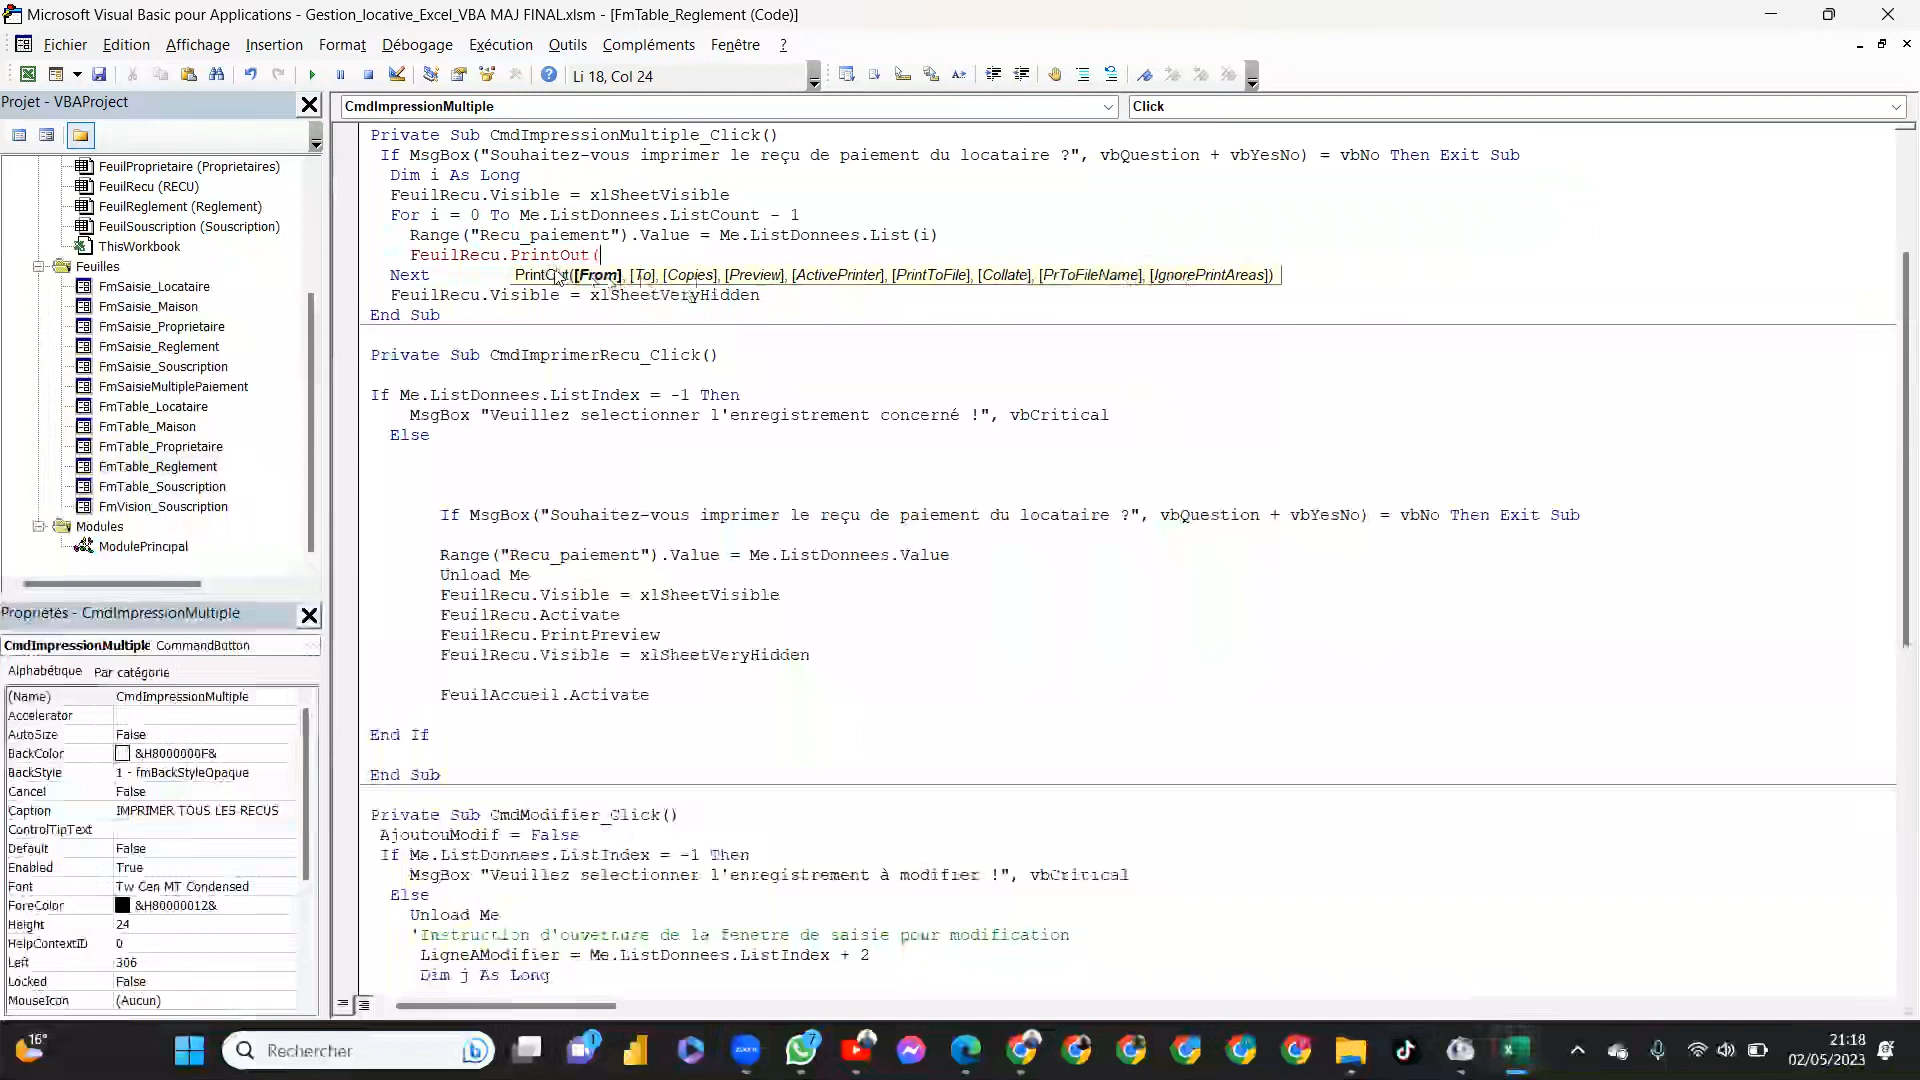 Microsoft Visual Basic pour Applications - Gestion_locative_Excel_VBA MAJ FINAL.xlsm - [FmTable_Reglement (Code)]
Fichier Edition Affichage Insertion Format Débogage Exécution Outils Compléments Fenêtre ?
Li 18, Col 24
Projet - VBAProject
CmdImpressionMultiple
Click
FeuilProprietaire (Proprietaires)
FeuilRecu (RECU)
FeuilReglement (Reglement)
FeuilSouscription (Souscription)
ThisWorkbook
Feuilles
FmSaisie_Locataire
FmSaisie_Maison
FmSaisie_Proprietaire
FmSaisie_Reglement
FmSaisie_Souscription
FmSaisieMultiplePaiement
FmTable_Locataire
FmTable_Maison
FmTable_Proprietaire
FmTable_Reglement
FmTable_Souscription
FmVision_Souscription
Modules
ModulePrincipal
Propriétés - CmdImpressionMultiple
CmdImpressionMultiple CommandButton
Alphabétique Par catégorie
(Name) CmdImpressionMultiple
Accelerator
AutoSize False
BackColor &H8000000F&
BackStyle 1 - fmBackStyleOpaque
Cancel False
Caption IMPRIMER TOUS LES RECUS
ControlTipText
Default False
Enabled True
Font Tw Cen MT Condensed
ForeColor &H80000012&
Height 24
HelpContextID 0
Left 306
Locked False
MouseIcon (Aucun)
Private Sub CmdImpressionMultiple_Click()
If MsgBox("Souhaitez-vous imprimer le reçu de paiement du locataire ?", vbQuestion + vbYesNo) = vbNo Then Exit Sub
Dim i As Long
FeuilRecu.Visible = xlSheetVisible
For i = 0 To Me.ListDonnees.ListCount - 1
Range("Recu_paiement").Value = Me.ListDonnees.List(i)
FeuilRecu.PrintOut(
Next
PrintOut([From], [To], [Copies], [Preview], [ActivePrinter], [PrintToFile], [Collate], [PrToFileName], [IgnorePrintAreas])
FeuilRecu.Visible = xlSheetVeryHidden
End Sub
Private Sub CmdImprimerRecu_Click()
If Me.ListDonnees.ListIndex = -1 Then
MsgBox "Veuillez selectionner l'enregistrement concerné !", vbCritical
Else
If MsgBox("Souhaitez-vous imprimer le reçu de paiement du locataire ?", vbQuestion + vbYesNo) = vbNo Then Exit Sub
Range("Recu_paiement").Value = Me.ListDonnees.Value
Unload Me
FeuilRecu.Visible = xlSheetVisible
FeuilRecu.Activate
FeuilRecu.PrintPreview
FeuilRecu.Visible = xlSheetVeryHidden
FeuilAccueil.Activate
End If
End Sub
Private Sub CmdModifier_Click()
AjoutouModif = False
If Me.ListDonnees.ListIndex = -1 Then
MsgBox "Veuillez selectionner l'enregistrement à modifier !", vbCritical
Else
Unload Me
'Instruction d'ouverture de la fenetre de saisie pour modification
LigneAModifier = Me.ListDonnees.ListIndex + 2
Dim j As Long
16°
Rechercher
1
zoom
7
21:18
02/05/2023